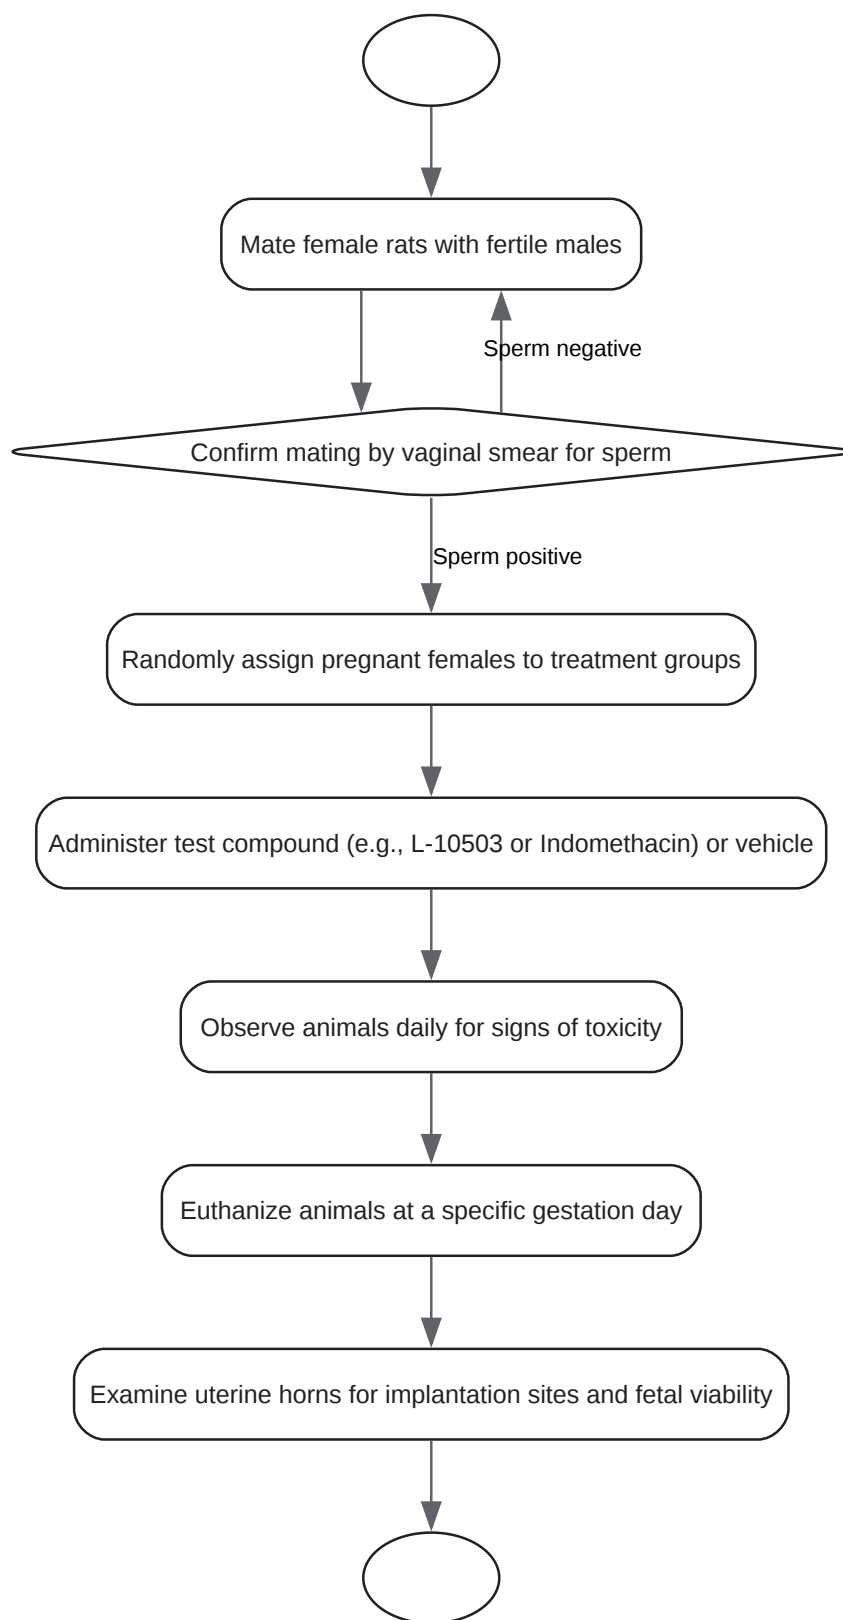 Mate female rats with fertile males
Sperm negative
Confirm mating by vaginal smear for sperm
Sperm positive
Randomly assign pregnant females to treatment groups
Administer test compound (e.g., L-10503 or Indomethacin) or vehicle
Observe animals daily for signs of toxicity
Euthanize animals at a specific gestation day
Examine uterine horns for implantation sites and fetal viability